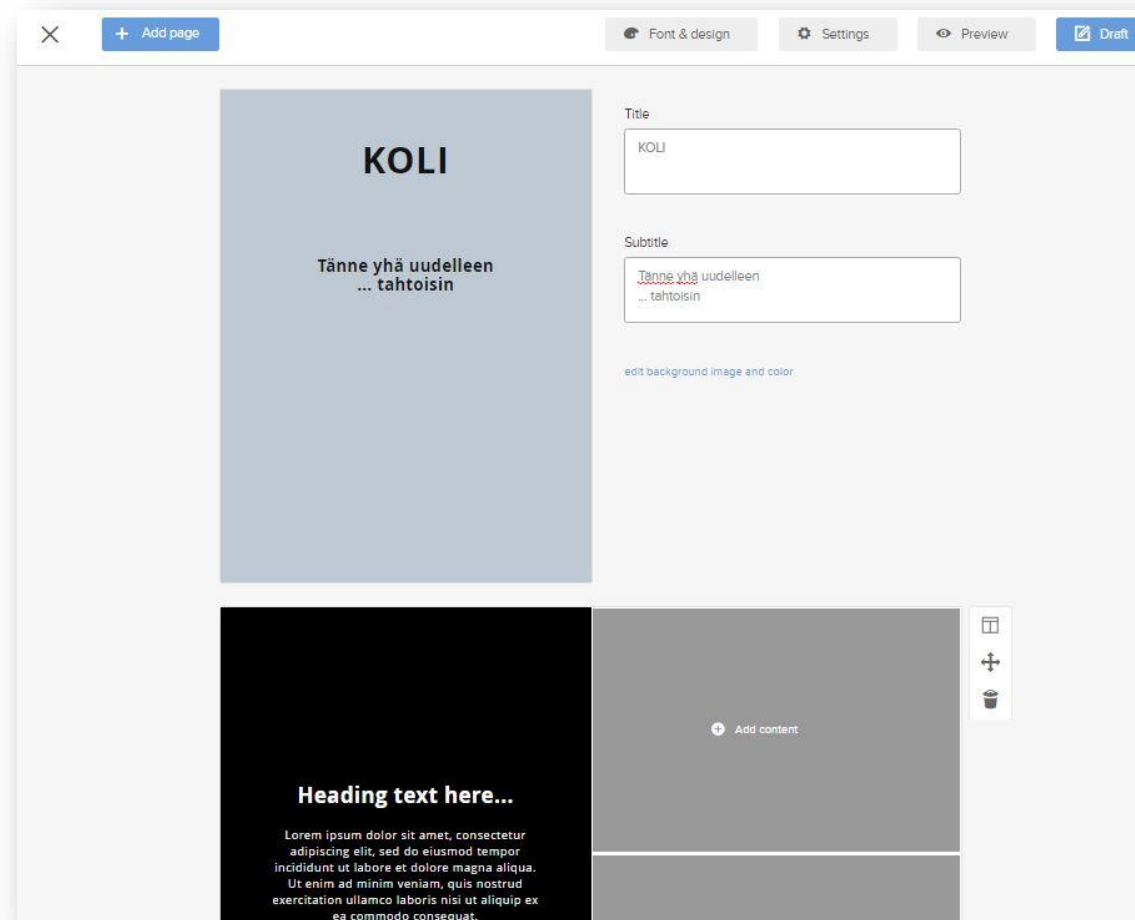 Add page
Font & design
Settings
Preview
Draft
KOLI
Tänne yhä uudelleen
... tahtoisin
Title
KOLI
Subtitle
Tänne yhä uudelleen
... tahtoisin
edit background image and color
Heading text here...
Lorem ipsum dolor sit amet, consectetur
adipiscing elit, sed do eiusmod tempor
incididunt ut labore et dolore magna aliqua.
Ut enim ad minim veniam, quis nostrud
exercitation ullamco laboris nisi ut aliquip ex
ea commodo consequat.
Add content